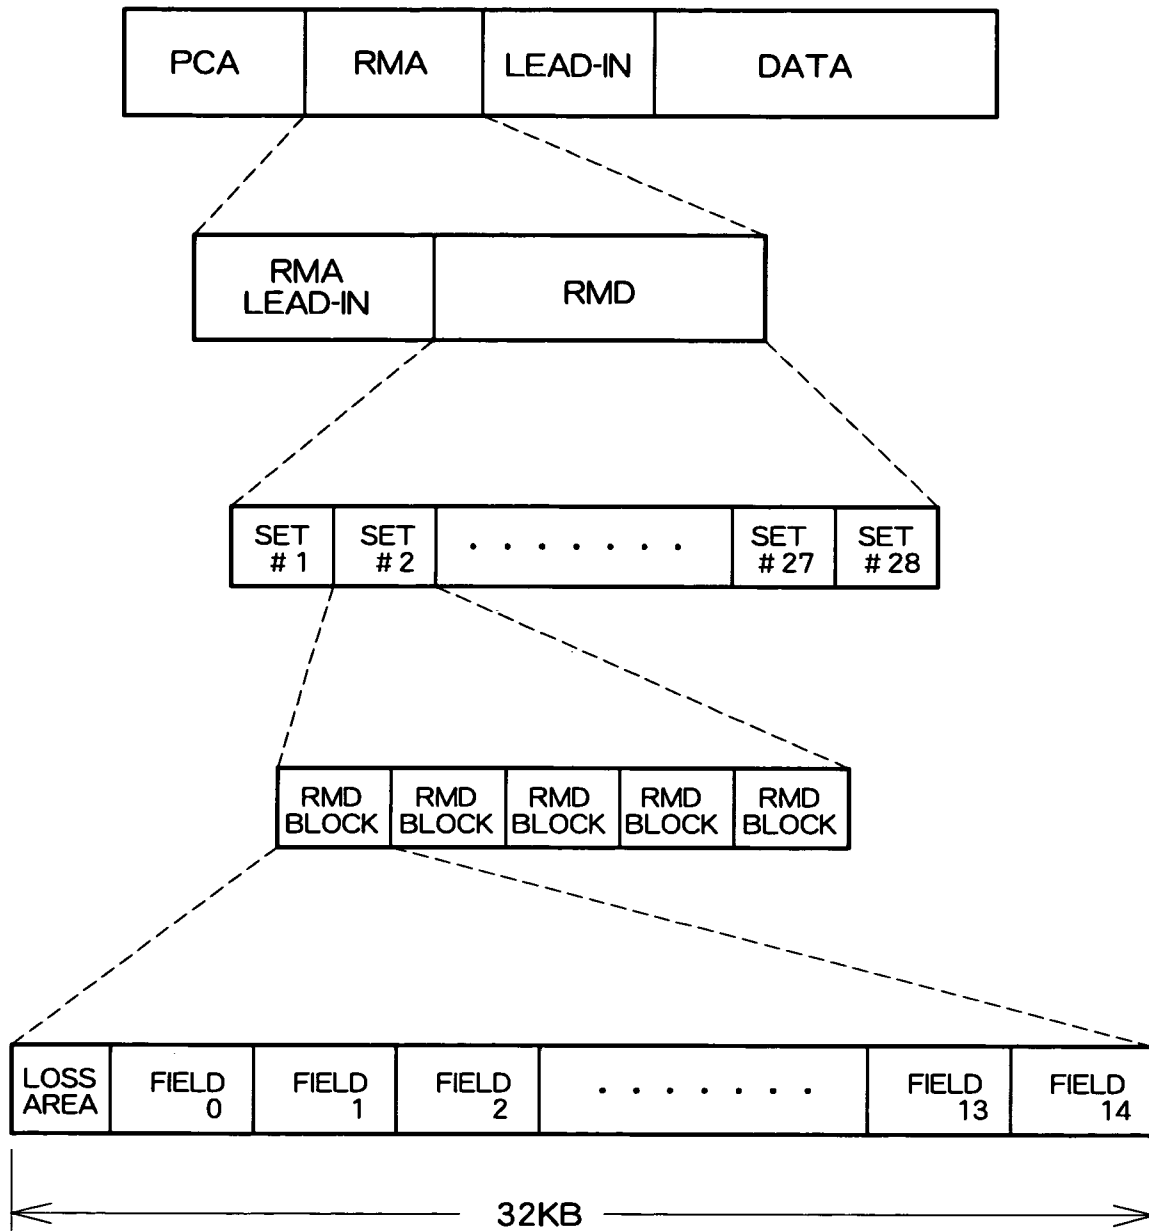 PCA RMA LEAD-IN DATA
RMA
LEAD-IN
RMD
SET
#1
SET
#2
. . . . . . .
SET
#27
SET
#28
RMD
BLOCK
RMD
BLOCK
RMD
BLOCK
RMD
BLOCK
RMD
BLOCK
LOSS
AREA
FIELD
0
FIELD
1
FIELD
2
. . . . . . .
FIELD
13
FIELD
14
32KB